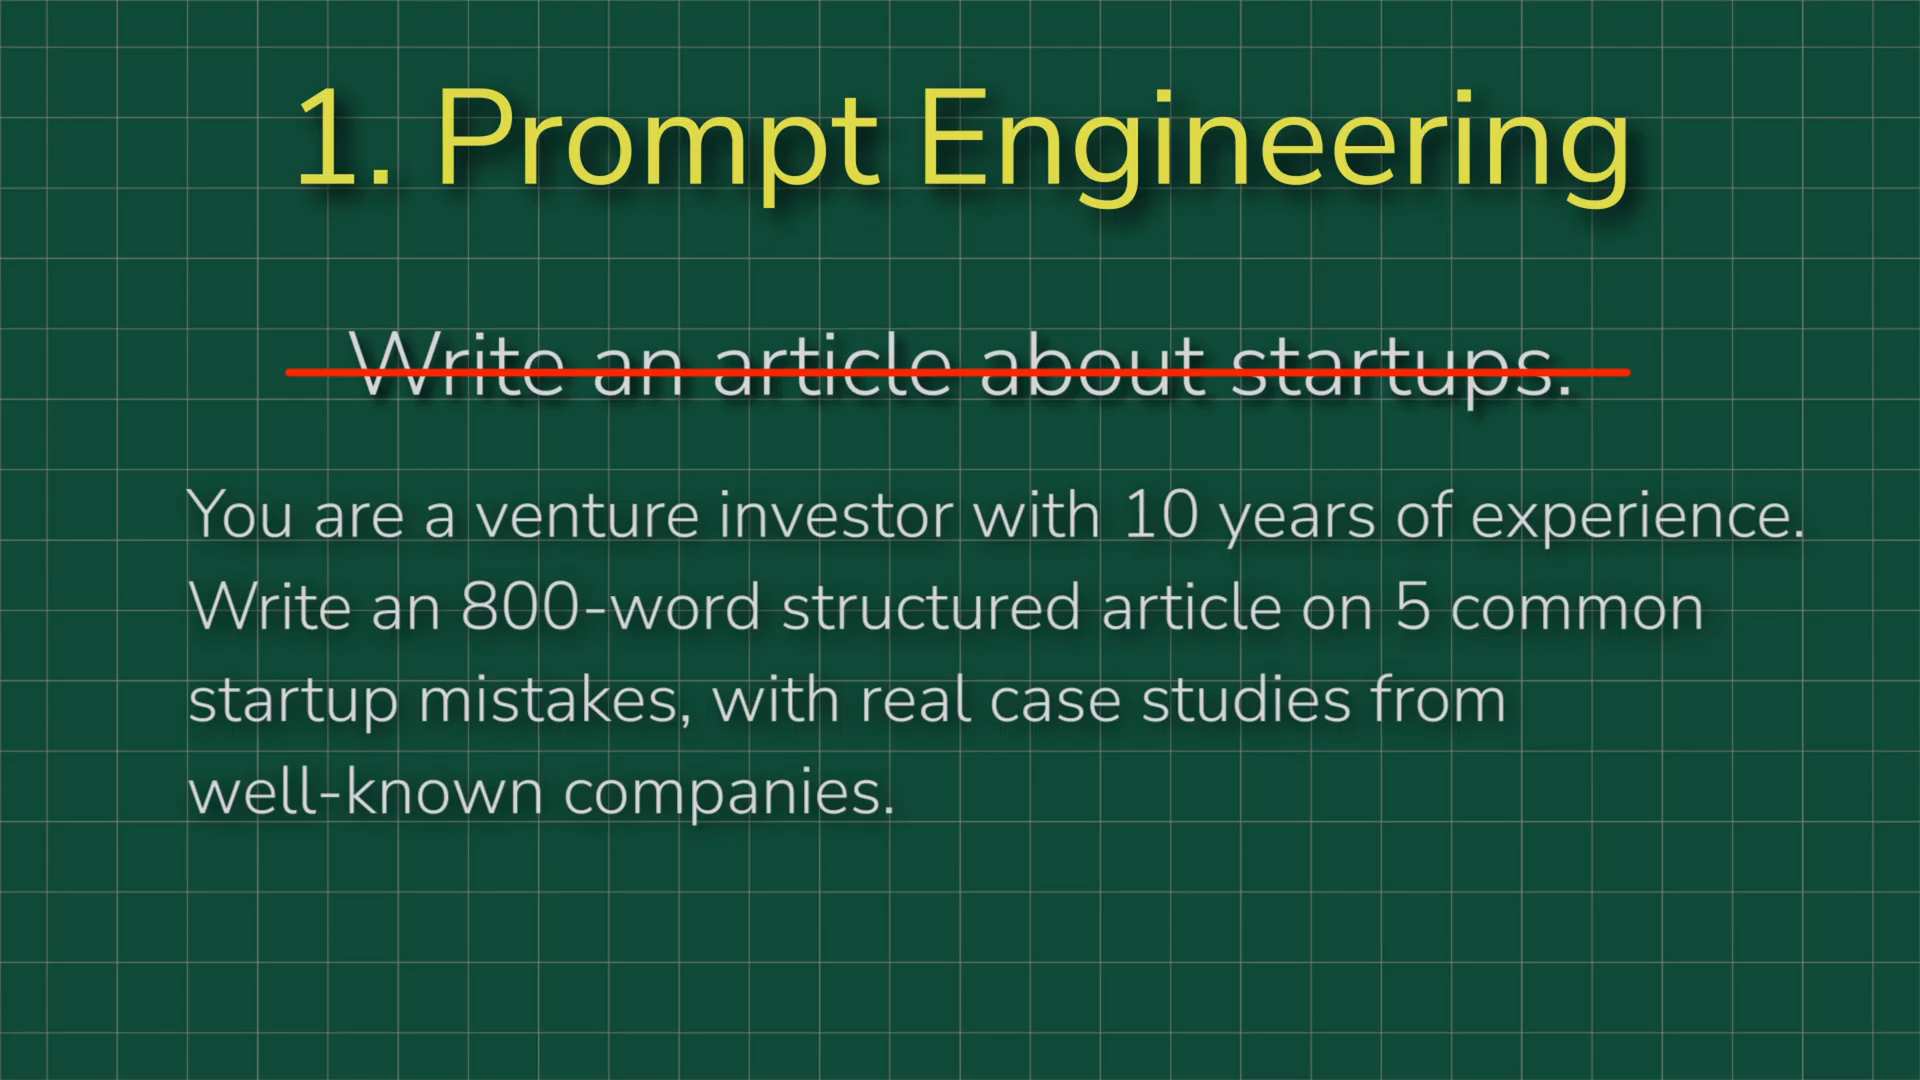 1. Prompt Engineering
Write an article about startups.
You are a venture investor with 10 years of experience.
Write an 800-word structured article on 5 common
startup mistakes, with real case studies from
well-known companies.